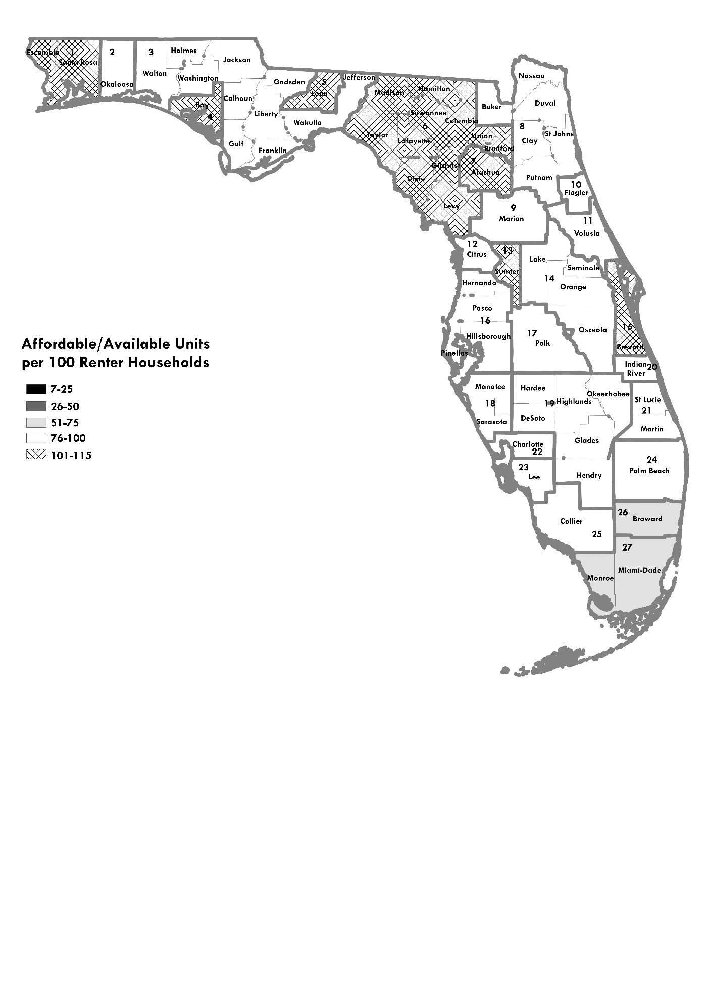 Escambia
1
Santa Rosa
2
Okaloosa
3
Walton
Holmes
Washington
Jackson
Bay
4
Calhoun
Gulf
Liberty
Franklin
Gadsden
5
Leon
Wakulla
Jefferson
Madison
Hamilton
Suwannee
6
Columbia
Taylor
Lafayette
Union
Bradford
Gilchrist
7
Alachua
Dixie
Levy
Nassau
Baker
Duval
8
Clay
St Johns
Putnam
10
Flagler
9
Marion
11
Volusia
12
Citrus
13
Sumter
Lake
Seminole
14
Orange
Hernando
Pasco
16
Hillsborough
Pinellas
17
Polk
Osceola
15
Brevard
Indian
River
20
Manatee
18
Sarasota
Hardee
19
Highlands
DeSoto
Okeechobee
St Lucie
21
Martin
Charlotte
22
Glades
23
Lee
Hendry
24
Palm Beach
Collier
25
26
Broward
27
Miami-Dade
Monroe
Affordable/Available Units
per 100 Renter Households
7-25
26-50
51-75
76-100
101-115